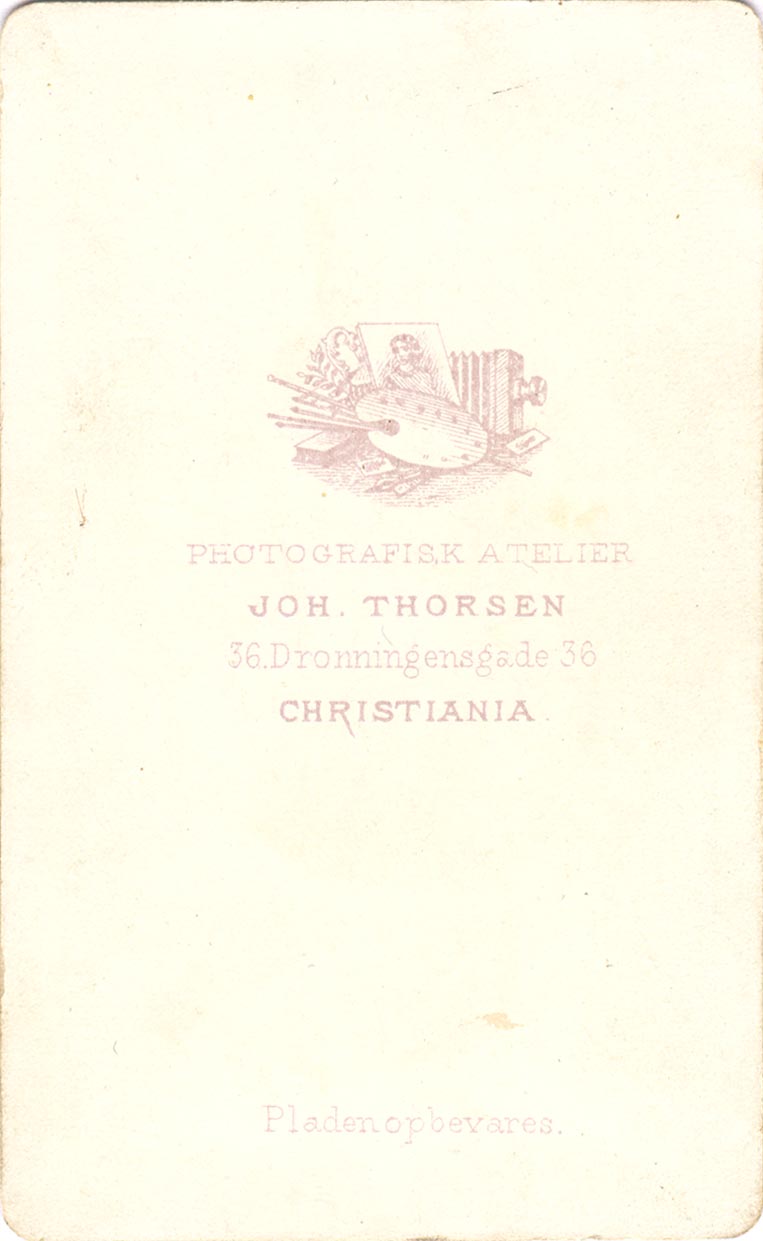 PHOTOGRAFISK ATELIER
JOH. THORSEN
36. Dronningensgade 36
CHRISTIANIA.
Pladen opbevares.